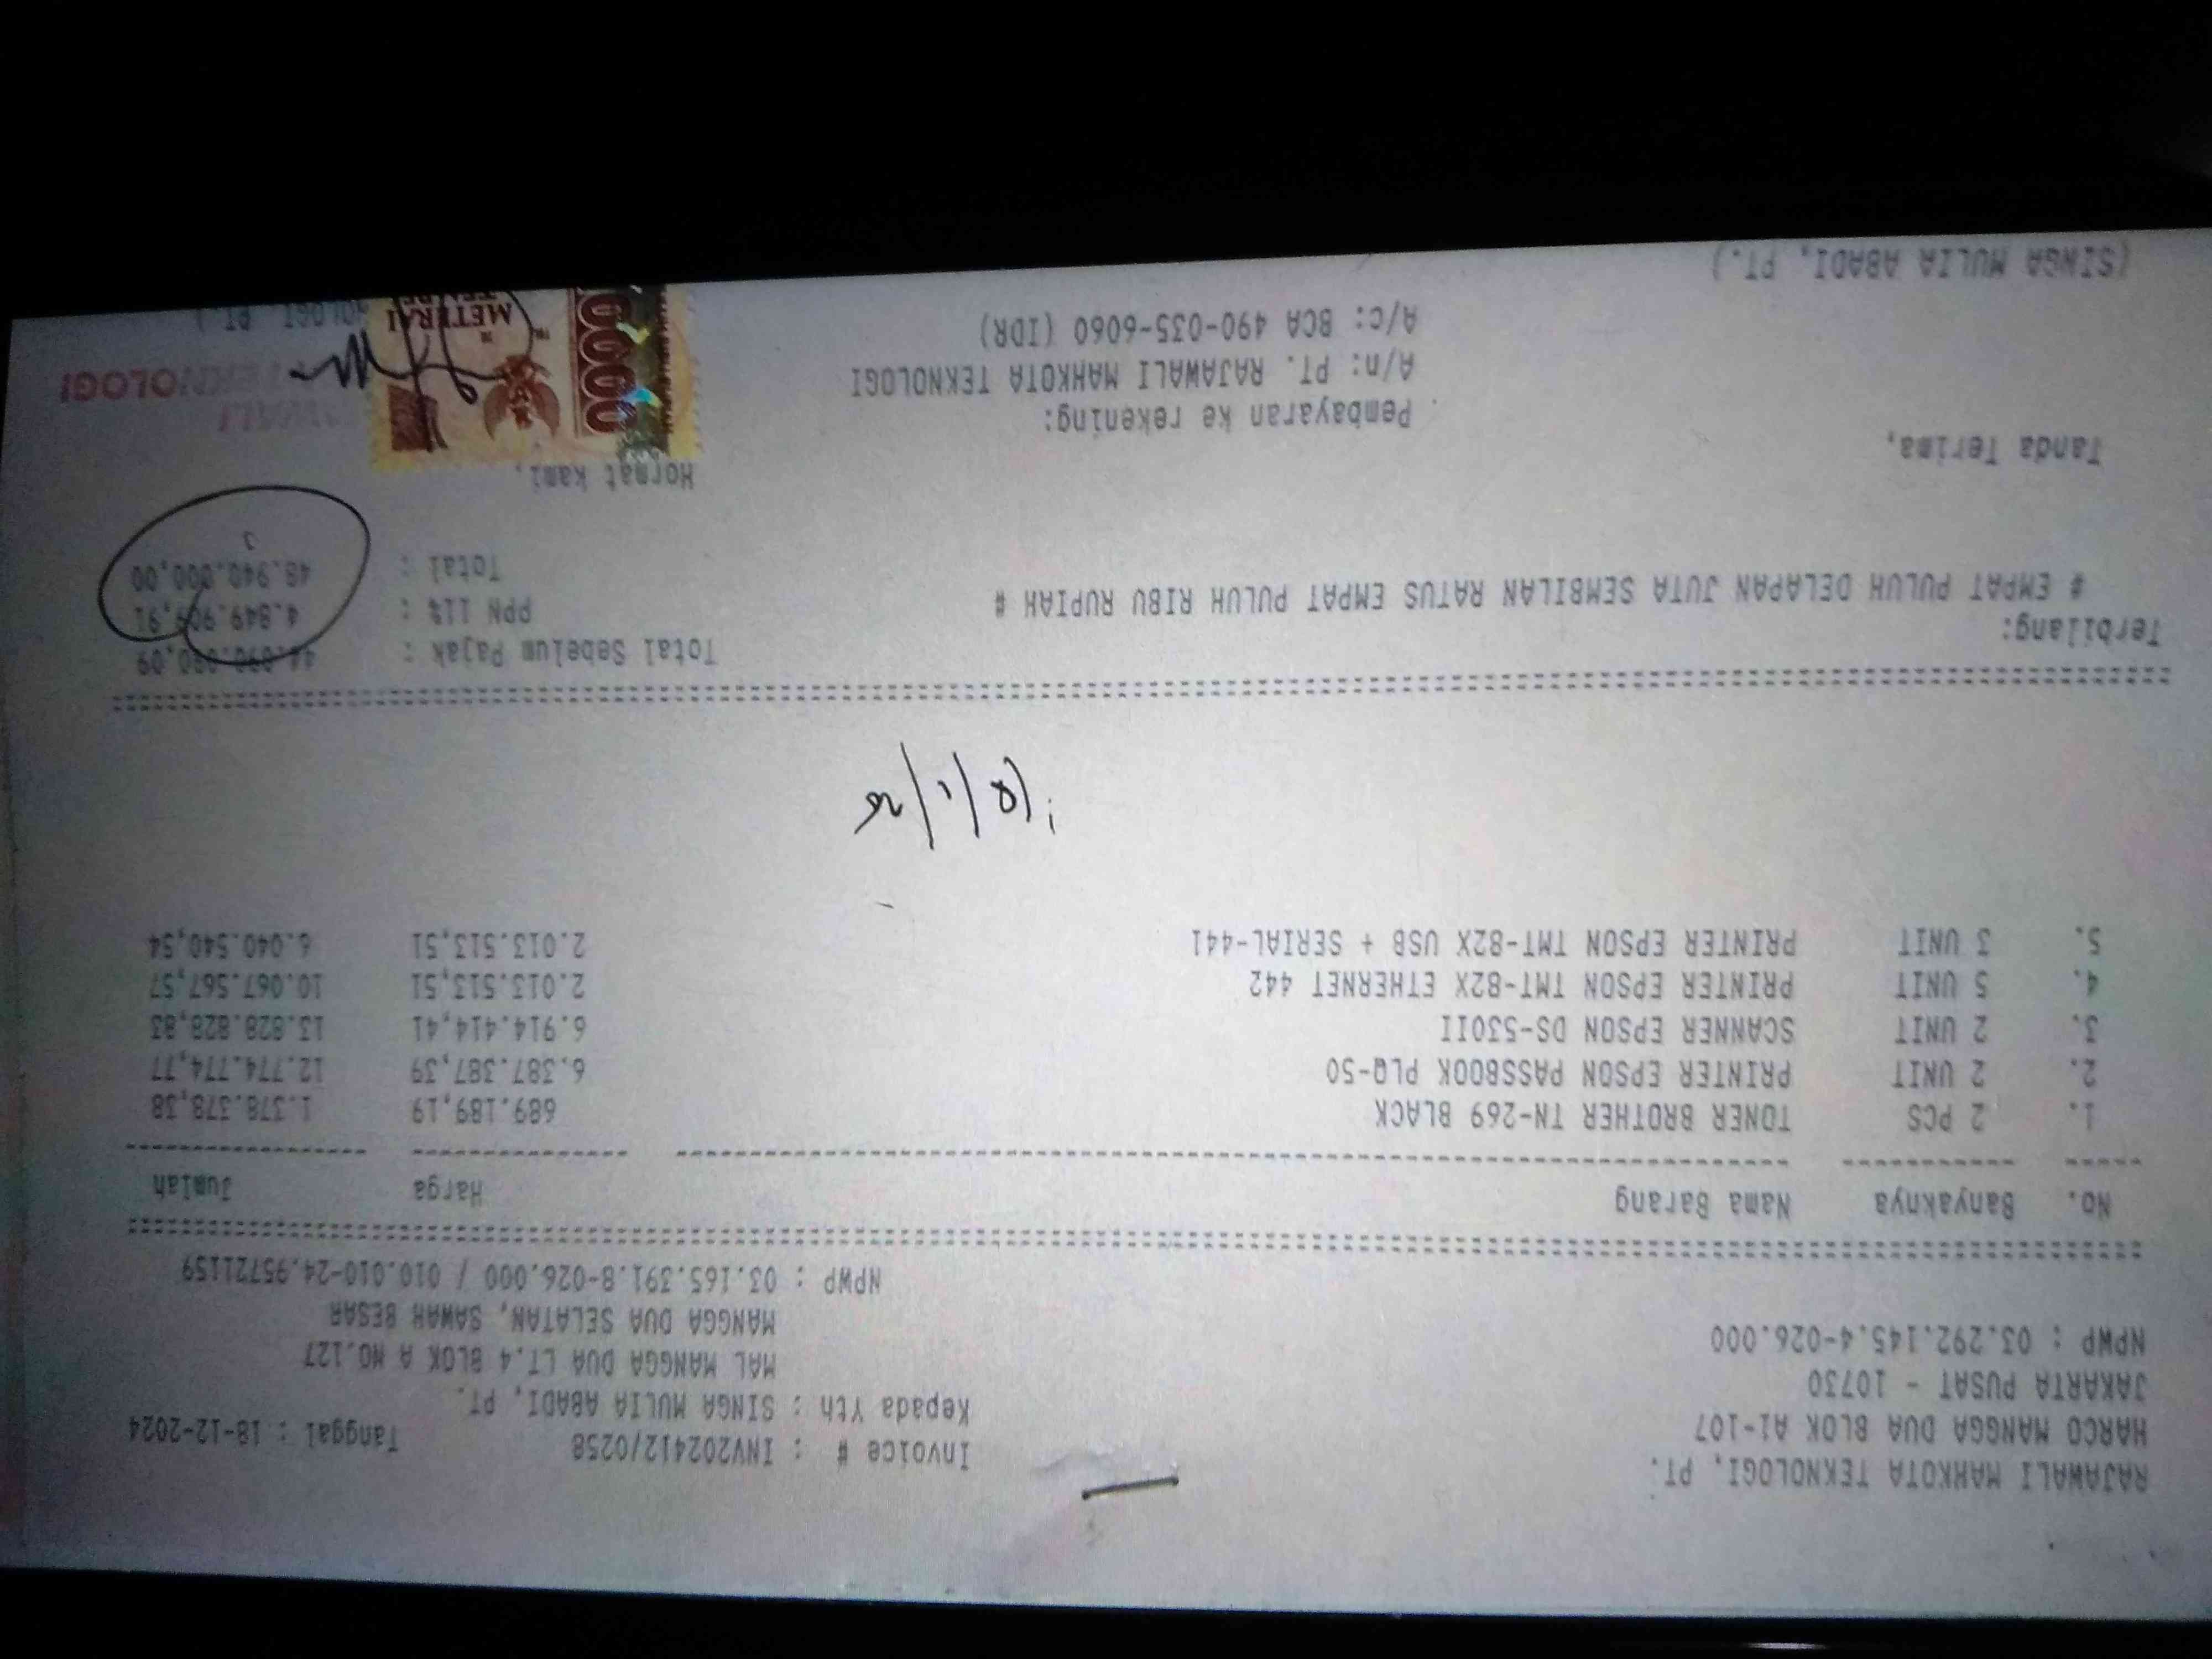 RAJAWALI MAHKOTA TEKNOLOGI, PT.
HARCO MANGGA DUA BLOK A1-107
JAKARTA PUSAT - 10730
NPWP : 03.292.145.4-026.000
Invoice # : INV202412/0258 Tanggal : 18-12-2024
Kepada Yth : SINGA MULIA ABADI, PT.
MAL MANGGA DUA LT.4 BLOK A NO.127
MANGGA DUA SELATAN, SAWAH BESAR
NPWP : 03.165.391.8-026.000 / 010.010-24.95721159
No. Banyaknya Nama Barang Harga Jumlah
1. 2 PCS TONER BROTHER TN-269 BLACK 689.189,19 1.378.378,38
2. 2 UNIT PRINTER EPSON PASSBOOK PLQ-50 6.387.387,39 12.774.774,77
3. 2 UNIT SCANNER EPSON DS-530II 6.914.414,41 13.828.828,83
4. 5 UNIT PRINTER EPSON TMT-82X ETHERNET 442 2.013.513,51 10.067.567,57
5. 3 UNIT PRINTER EPSON TMT-82X USB + SERIAL-441 2.013.513,51 6.040.540,54
Terbilang:
# EMPAT PULUH DELAPAN JUTA SEMBILAN RATUS EMPAT PULUH RIBU RUPIAH #
Total Sebelum Pajak : 44.090.090,09
PPN 11% : 4.849.909,91
Total : 48.940.000,00
Tanda Terima,
Pembayaran ke rekening:
A/n: PT. RAJAWALI MAHKOTA TEKNOLOGI
A/c: BCA 490-035-6060 (IDR)
Hormat kami,
METERAI
(SINGA MULIA ABADI, PT.)